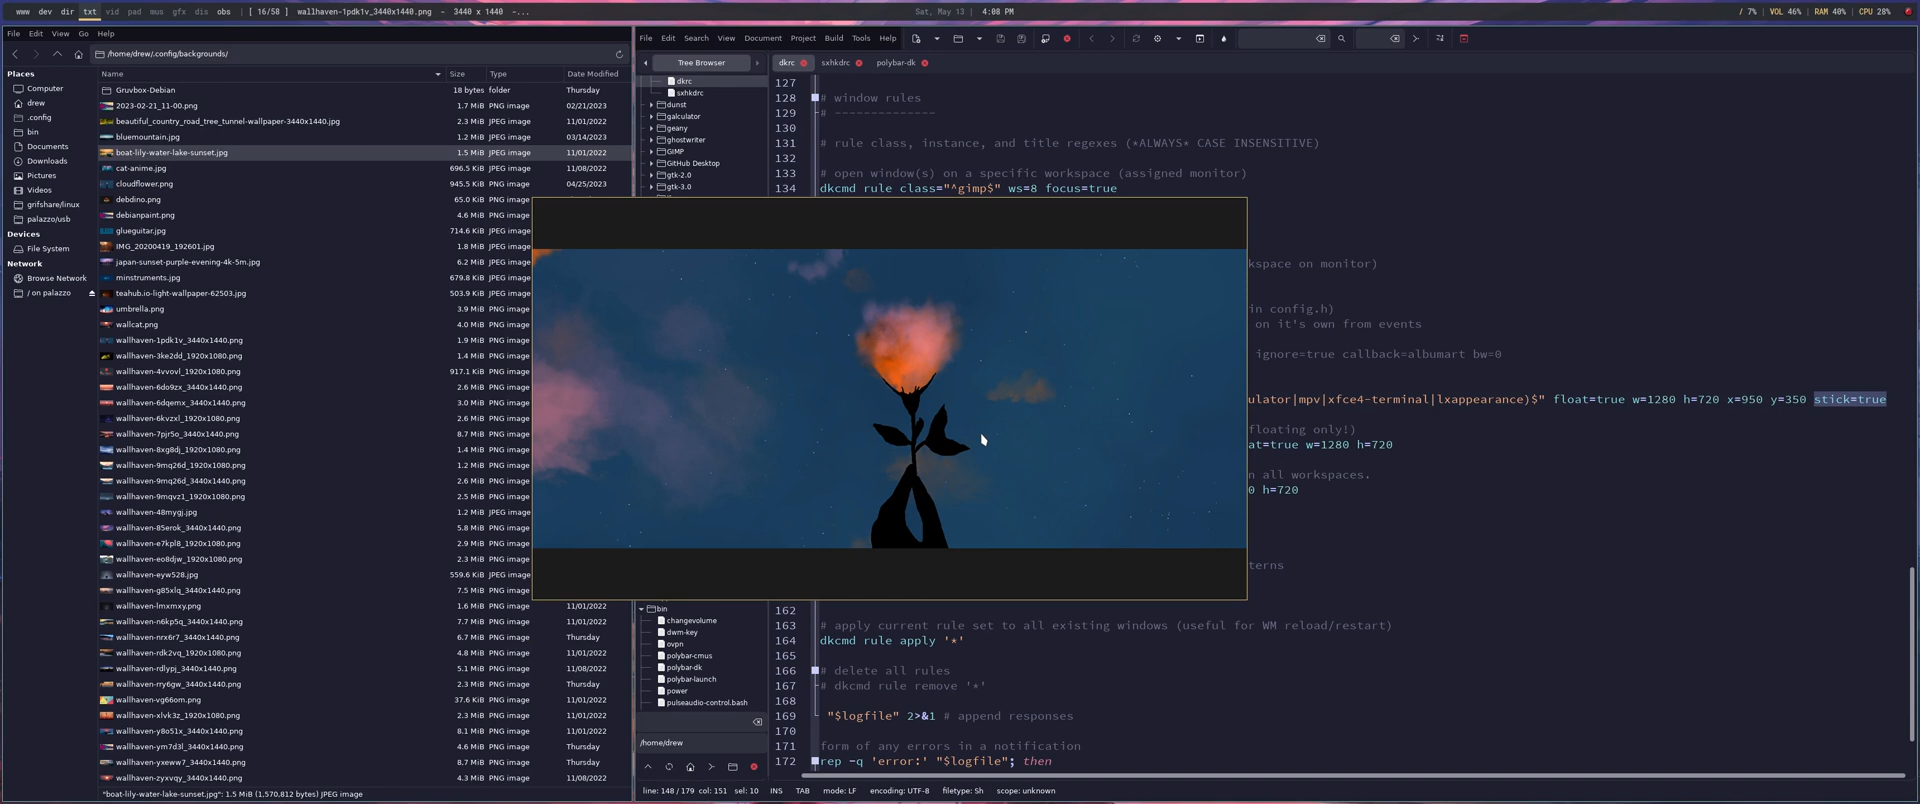 www dev dir txt vid pad mus gfx dis obs | [ 16/58 ] wallhaven-1pdk1v_3440x1440.png - 3440 x 1440 -...
Sat, May 13 | 4:08 PM
/ 7% | VOL 46% | RAM 40% | CPU 28%
File Edit View Go Help
/home/drew/.config/backgrounds/
Places
Computer
drew
.config
bin
Documents
Downloads
Pictures
Videos
grifshare/linux
palazzo/usb
Devices
File System
Network
Browse Network
/ on palazzo
Name Size Type Date Modified
Gruvbox-Debian 18 bytes folder Thursday
2023-02-21_11-00.png 1.7 MiB PNG image 02/21/2023
beautiful_country_road_tree_tunnel-wallpaper-3440x1440.jpg 2.3 MiB JPEG image 11/01/2022
bluemountain.jpg 1.2 MiB JPEG image 03/14/2023
boat-lily-water-lake-sunset.jpg 1.5 MiB JPEG image 11/01/2022
cat-anime.jpg 696.5 KiB JPEG image 11/08/2022
cloudflower.png 945.5 KiB PNG image 04/25/2023
debdino.png 65.0 KiB PNG image
debianpaint.png 4.6 MiB PNG image
glueguitar.jpg 714.6 KiB JPEG image
IMG_20200419_192601.jpg 1.8 MiB JPEG image
japan-sunset-purple-evening-4k-5m.jpg 6.2 MiB JPEG image
minstruments.jpg 679.8 KiB JPEG image
teahub.io-light-wallpaper-62503.jpg 503.9 KiB JPEG image
umbrella.png 3.9 MiB PNG image
wallcat.png 4.0 MiB PNG image
wallhaven-1pdk1v_3440x1440.png 1.9 MiB PNG image
wallhaven-3ke2dd_1920x1080.png 1.4 MiB PNG image
wallhaven-4vvovl_1920x1080.png 917.1 KiB PNG image
wallhaven-6do9zx_3440x1440.png 2.6 MiB PNG image
wallhaven-6dqemx_3440x1440.png 3.0 MiB PNG image
wallhaven-6kvzxl_1920x1080.png 2.6 MiB PNG image
wallhaven-7pjr5o_3440x1440.png 8.7 MiB PNG image
wallhaven-8xg8dj_1920x1080.png 1.4 MiB PNG image
wallhaven-9mq26d_1920x1080.png 1.2 MiB PNG image
wallhaven-9mq26d_3440x1440.png 2.6 MiB PNG image
wallhaven-9mqvz1_1920x1080.png 2.5 MiB PNG image
wallhaven-48mygj.jpg 1.2 MiB JPEG image
wallhaven-85erok_3440x1440.png 5.8 MiB PNG image
wallhaven-e7kpl8_1920x1080.png 2.9 MiB PNG image
wallhaven-eo8djw_1920x1080.png 2.3 MiB PNG image
wallhaven-eyw528.jpg 559.6 KiB JPEG image
wallhaven-g85xlq_3440x1440.png 7.5 MiB PNG image
wallhaven-lmxmxy.png 1.6 MiB PNG image 11/01/2022
wallhaven-n6kp5q_3440x1440.png 7.7 MiB PNG image 11/01/2022
wallhaven-nrx6r7_3440x1440.png 6.7 MiB PNG image Thursday
wallhaven-rdk2vq_1920x1080.png 4.8 MiB PNG image 11/01/2022
wallhaven-rdlypj_3440x1440.png 5.1 MiB PNG image 11/08/2022
wallhaven-rry6gw_3440x1440.png 2.3 MiB PNG image Thursday
wallhaven-vg66om.png 37.6 KiB PNG image 11/01/2022
wallhaven-xlvk3z_1920x1080.png 2.3 MiB PNG image 11/01/2022
wallhaven-y8o51x_3440x1440.png 8.1 MiB PNG image 11/01/2022
wallhaven-ym7d3l_3440x1440.png 4.6 MiB PNG image Thursday
wallhaven-yxeww7_3440x1440.png 8.7 MiB PNG image Thursday
wallhaven-zyxvqy_3440x1440.png 4.3 MiB PNG image 11/08/2022
"boat-lily-water-lake-sunset.jpg": 1.5 MiB (1,570,812 bytes) JPEG image
File Edit Search View Document Project Build Tools Help
Tree Browser
dkrc
sxhkdrc
dunst
galculator
geany
ghostwriter
GIMP
GitHub Desktop
gtk-2.0
gtk-3.0
bin
changevolume
dwm-key
ovpn
polybar-cmus
polybar-dk
polybar-launch
power
pulseaudio-control.bash
/home/drew
dkrc sxhkdrc polybar-dk
127
128 # window rules
129 # --------------
130
131 # rule class, instance, and title regexes (*ALWAYS* CASE INSENSITIVE)
132
133 # open window(s) on a specific workspace (assigned monitor)
134 dkcmd rule class="^gimp$" ws=8 focus=true
kspace on monitor)
in config.h)
on it's own from events
ignore=true callback=albumart bw=0
ulator|mpv|xfce4-terminal|lxappearance)$" float=true w=1280 h=720 x=950 y=350 stick=true
floating only!)
at=true w=1280 h=720
n all workspaces.
0 h=720
terns
162
163 # apply current rule set to all existing windows (useful for WM reload/restart)
164 dkcmd rule apply '*'
165
166 # delete all rules
167 # dkcmd rule remove '*'
168
169 "$logfile" 2>&1 # append responses
170
171 form of any errors in a notification
172 rep -q 'error:' "$logfile"; then
line: 148 / 179 col: 151 sel: 10 INS TAB mode: LF encoding: UTF-8 filetype: Sh scope: unknown